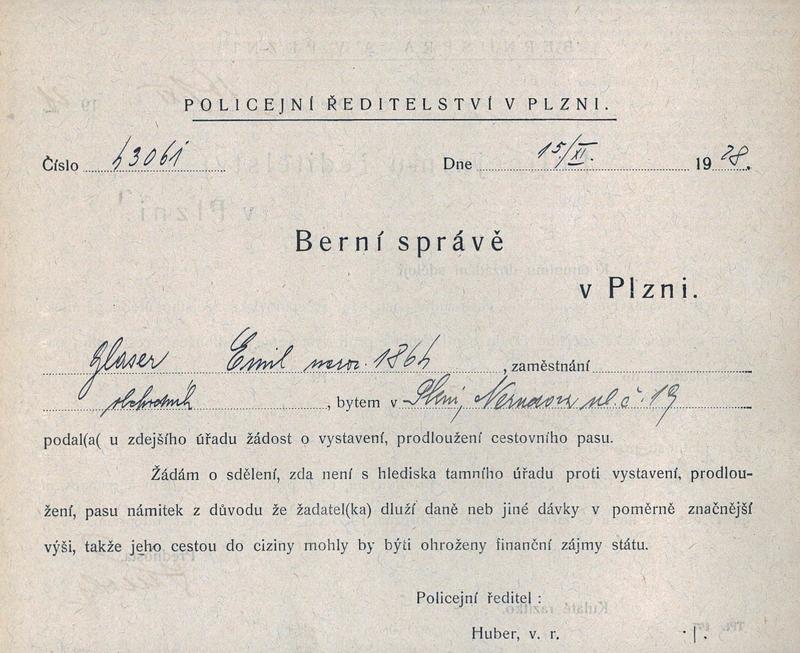 POLICEJNÍ ŘEDITELSTVÍ V PLZNI.
Číslo 43061 Dne 15/XI. 1928.
Berní správě
v Plzni.
Glaser Emil naroz. 1864, zaměstnání
obchodník, bytem v Plzni, Nerudova ul. č. 19
podal(a( u zdejšího úřadu žádost o vystavení, prodloužení cestovního pasu.
Žádám o sdělení, zda není s hlediska tamního úřadu proti vystavení, prodlou-
žení, pasu námitek z důvodu že žadatel(ka) dluží daně neb jiné dávky v poměrně značnější
výši, takže jeho cestou do ciziny mohly by býti ohroženy finanční zájmy státu.
Policejní ředitel :
Huber, v. r.